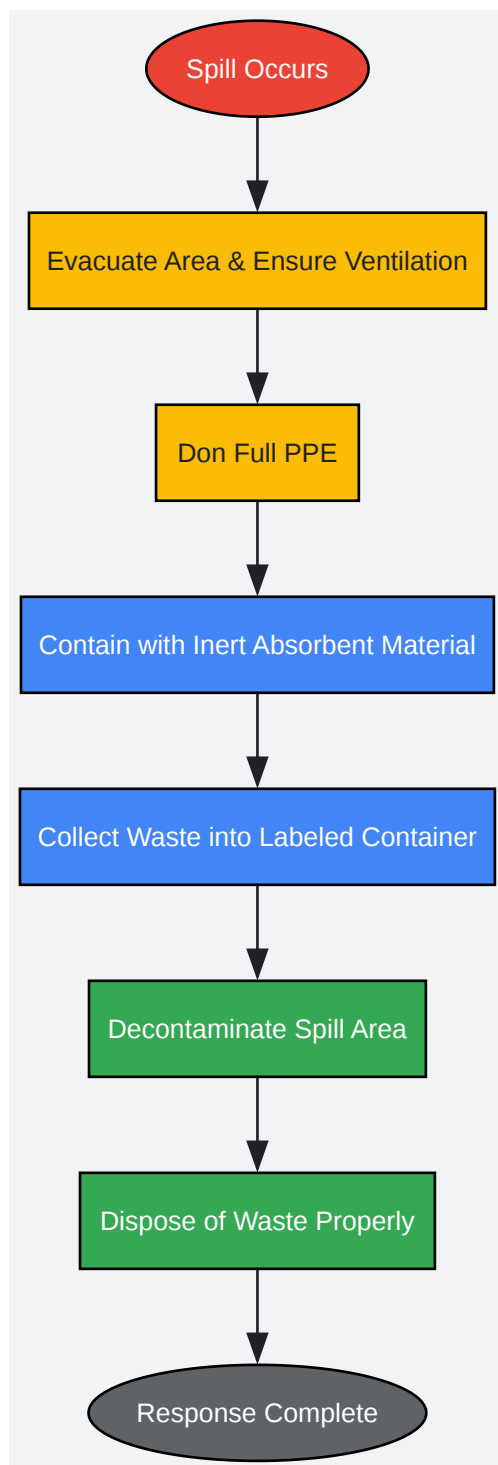 Spill Occurs
Evacuate Area & Ensure Ventilation
Don Full PPE
Contain with Inert Absorbent Material
Collect Waste into Labeled Container
Decontaminate Spill Area
Dispose of Waste Properly
Response Complete